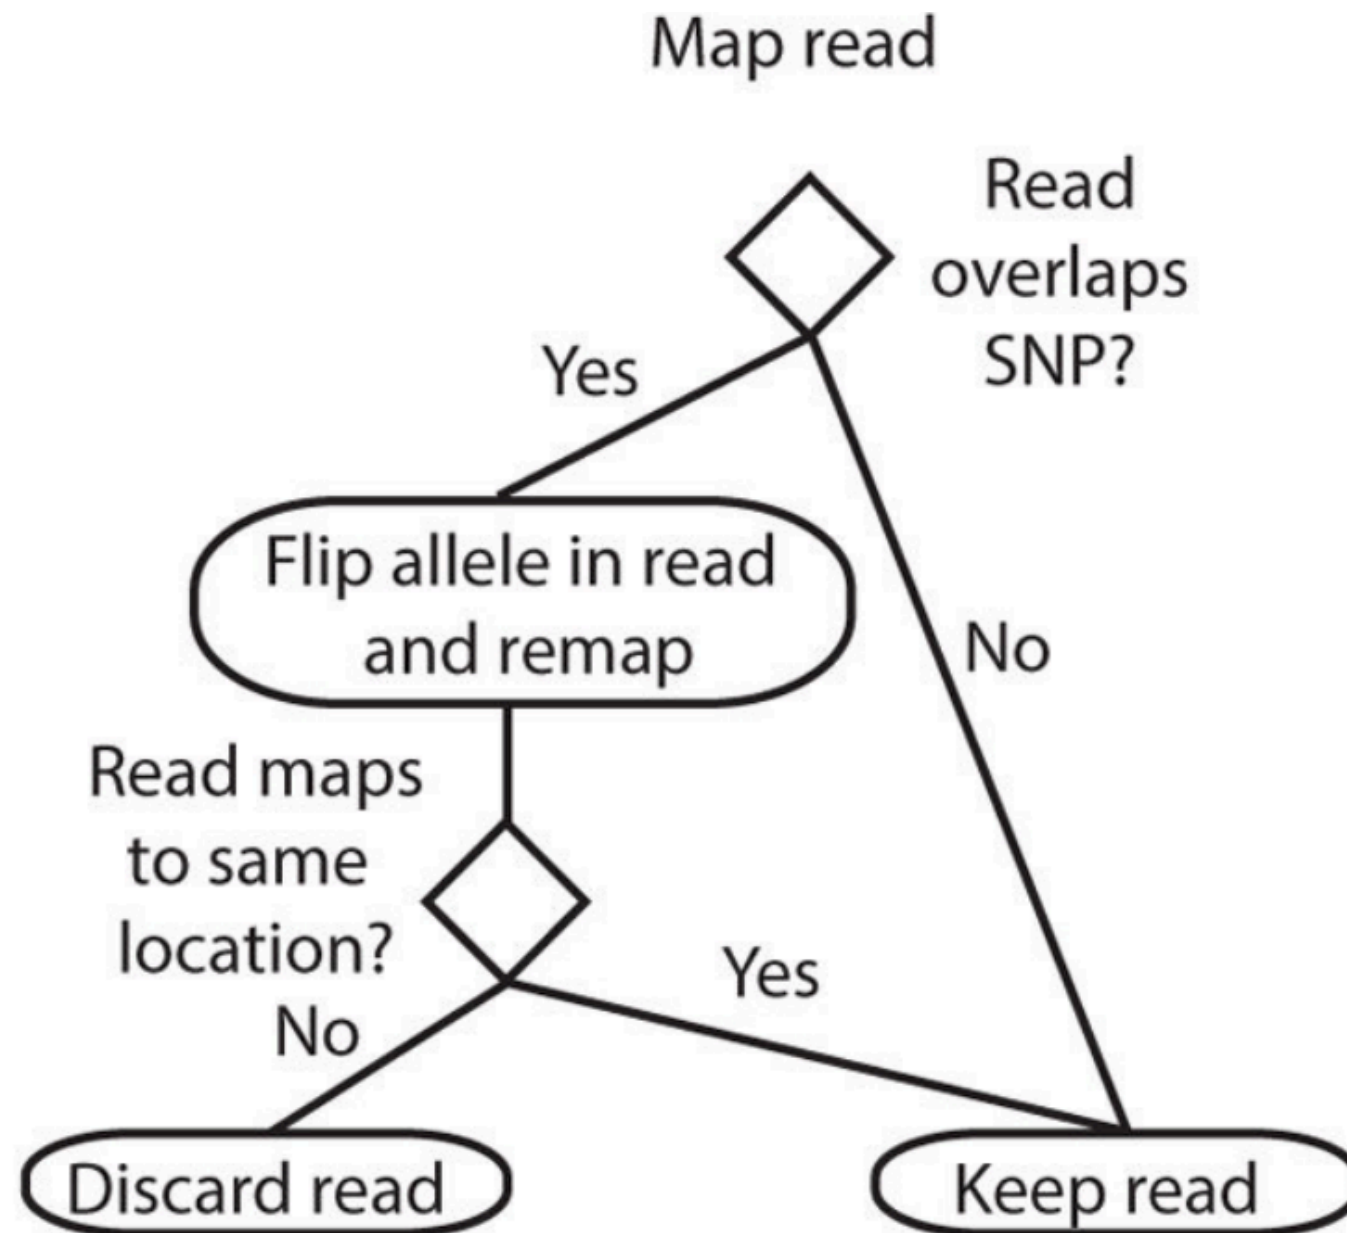 Map read
Read
overlaps
SNP?
Yes
Flip allele in read
and remap
No
Read maps
to same
location?
Yes
No
Discard read
Keep read